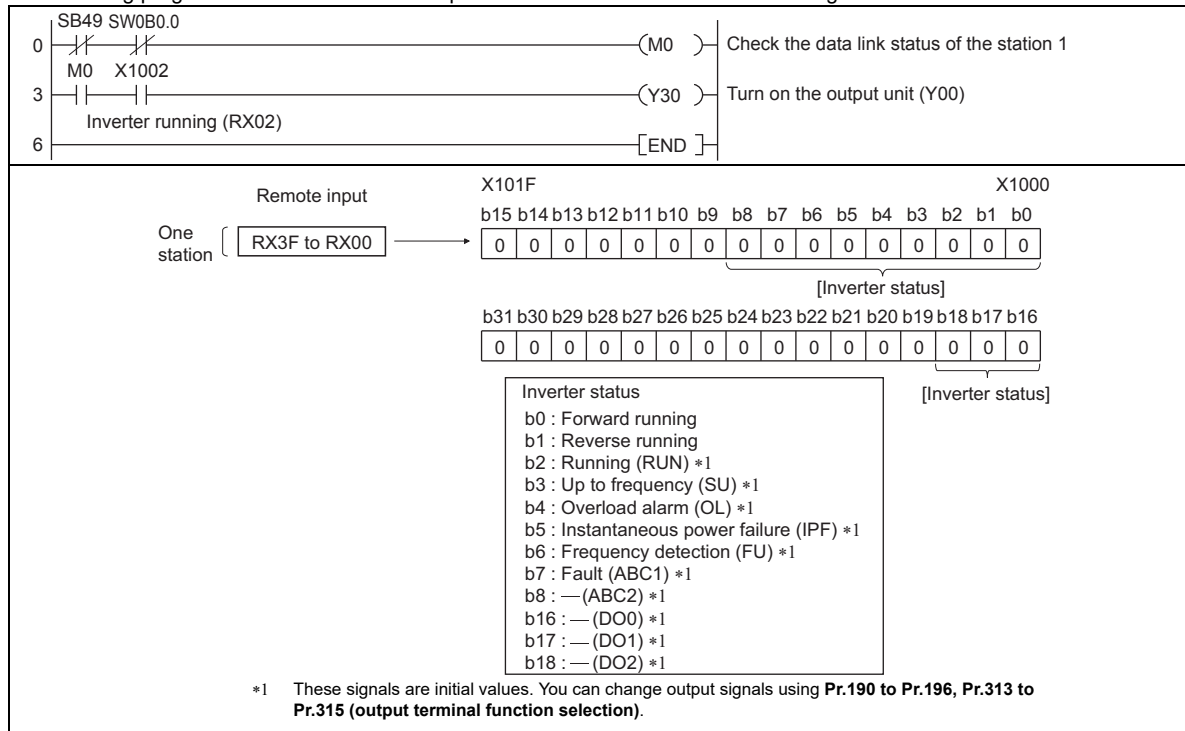 SB49 SW0B0.0
0 (M0 ) Check the data link status of the station 1
M0 X1002
3 (Y30 ) Turn on the output unit (Y00)
Inverter running (RX02)
6 [END ]
Remote input
X101F X1000
b15 b14 b13 b12 b11 b10 b9 b8 b7 b6 b5 b4 b3 b2 b1 b0
One station RX3F to RX00
0 0 0 0 0 0 0 0 0 0 0 0 0 0 0 0
[Inverter status]
b31 b30 b29 b28 b27 b26 b25 b24 b23 b22 b21 b20 b19 b18 b17 b16
0 0 0 0 0 0 0 0 0 0 0 0 0 0 0 0
[Inverter status]
Inverter status
b0 : Forward running
b1 : Reverse running
b2 : Running (RUN) *1
b3 : Up to frequency (SU) *1
b4 : Overload alarm (OL) *1
b5 : Instantaneous power failure (IPF) *1
b6 : Frequency detection (FU) *1
b7 : Fault (ABC1) *1
b8 : — (ABC2) *1
b16 : — (DO0) *1
b17 : — (DO1) *1
b18 : — (DO2) *1
*1 These signals are initial values. You can change output signals using Pr.190 to Pr.196, Pr.313 to
Pr.315 (output terminal function selection).